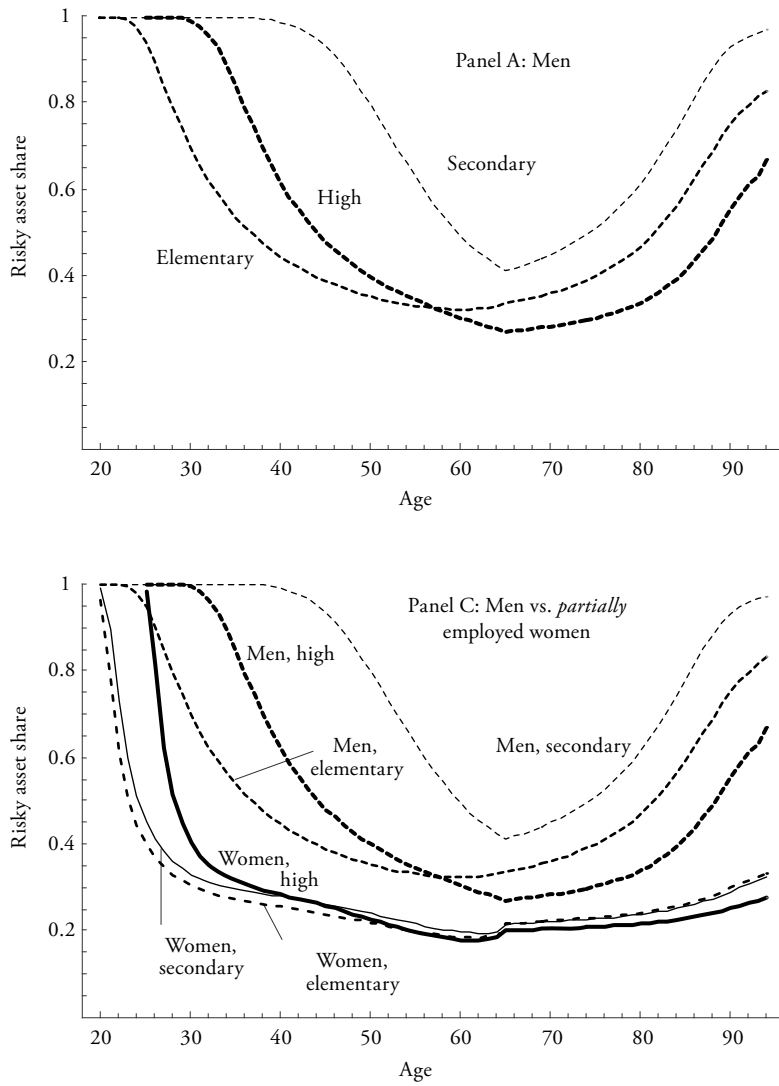 1
0.8
0.6
0.4
0.2
Risky asset share
Panel A: Men
Secondary
High
Elementary
20 30 40 50 60 70 80 90
Age
1
0.8
0.6
0.4
0.2
Risky asset share
Panel C: Men vs. partially
employed women
Men, high
Men, secondary
Men,
elementary
Women,
high
Women,
secondary
Women,
elementary
20 30 40 50 60 70 80 90
Age